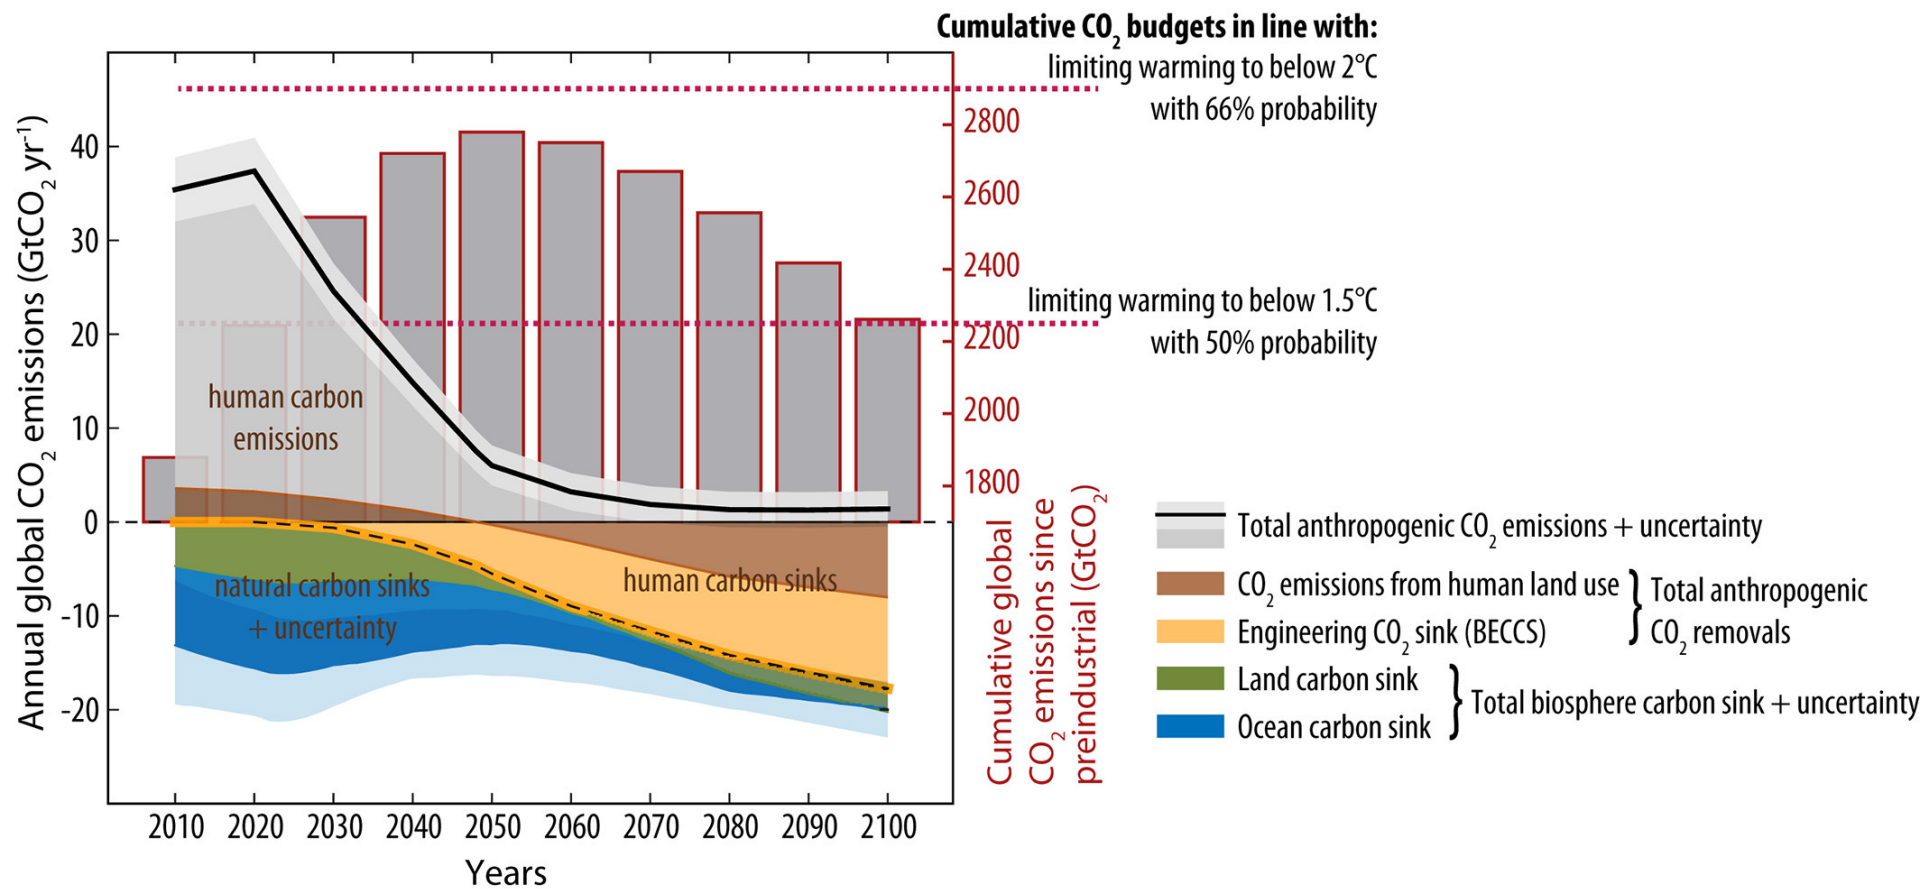 Cumulative CO₂ budgets in line with:
limiting warming to below 2°C
with 66% probability
limiting warming to below 1.5°C
with 50% probability
Annual global CO₂ emissions (GtCO₂ yr⁻¹)
40
30
20
10
0
-10
-20
2800
2600
2400
2200
2000
1800
Cumulative global
CO₂ emissions since
preindustrial (GtCO₂)
human carbon
emissions
natural carbon sinks
+ uncertainty
human carbon sinks
2010 2020 2030 2040 2050 2060 2070 2080 2090 2100
Years
Total anthropogenic CO₂ emissions + uncertainty
CO₂ emissions from human land use
Engineering CO₂ sink (BECCS)
Total anthropogenic
CO₂ removals
Land carbon sink
Ocean carbon sink
Total biosphere carbon sink + uncertainty